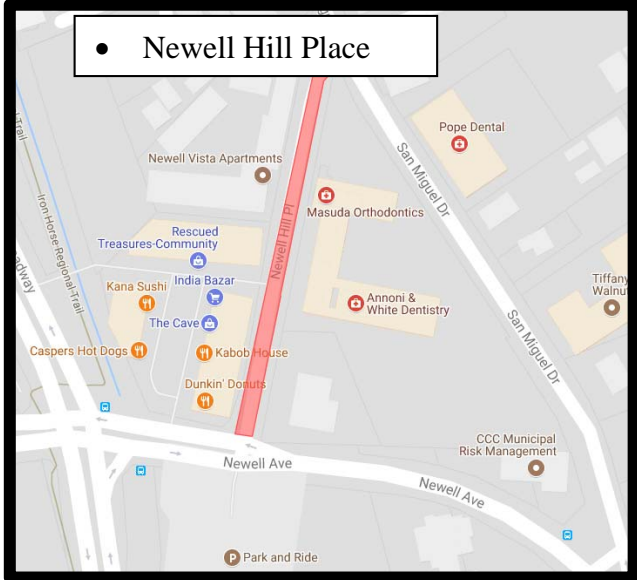 • Newell Hill Place
Pope Dental
San Miguel Dr
Newell Vista Apartments
Masuda Orthodontics
Iron-Horse-Regional-Trail
Newell Hill Pl
Rescued
Treasures-Community
India Bazar
Kana Sushi
Annoni &
White Dentistry
Tiffany
Walnu
The Cave
Caspers Hot Dogs
Kabob House
San Miguel Dr
Dunkin' Donuts
CCC Municipal
Risk Management
Newell Ave
Newell Ave
P Park and Ride